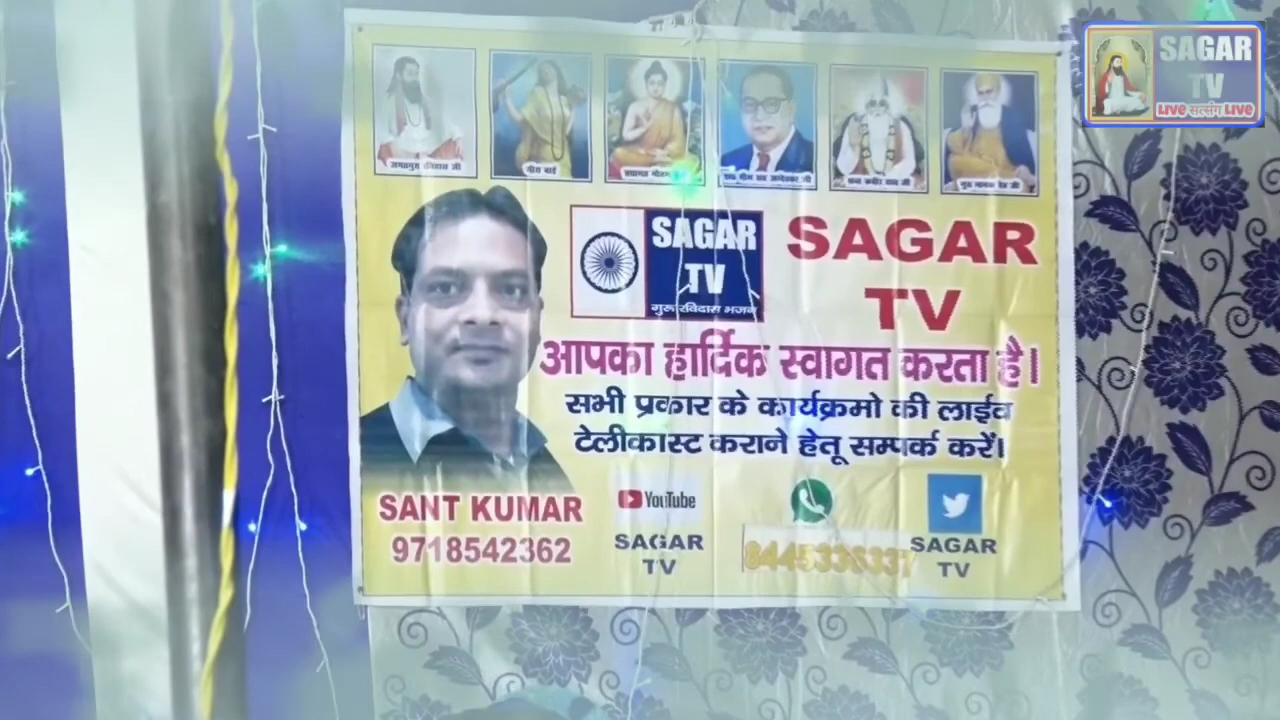 SAGAR
TV
LIVE सत्संग LIVE
मीरा बाई
SAGAR
TV
गुरू रविदास भजन
SAGAR
TV
आपका हार्दिक स्वागत करता है।
सभी प्रकार के कार्यक्रमो की लाईव
टेलीकास्ट कराने हेतू सम्पर्क करें।
SANT KUMAR
9718542362
YouTube
SAGAR
TV
SAGAR
TV